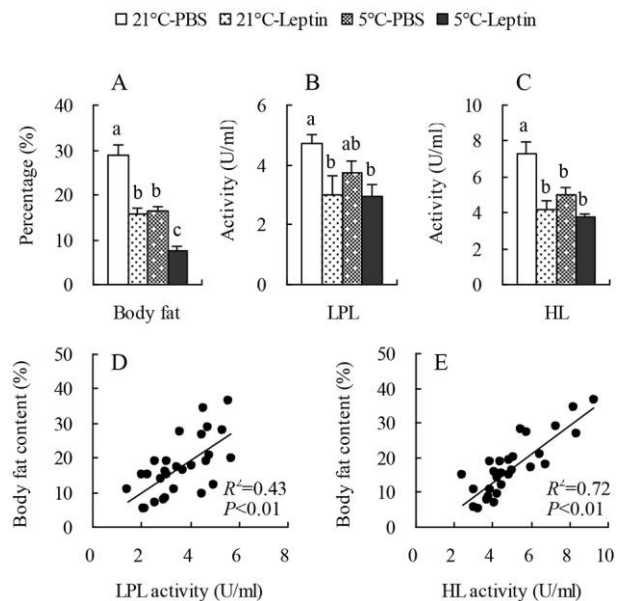 21°C-PBS 21°C-Leptin 5°C-PBS 5°C-Leptin
A
40
30
20
10
0
Percentage (%)
a
b
b
c
Body fat
B
6
4
2
0
Activity (U/ml)
a
b
ab
b
LPL
C
10
8
6
4
2
0
Activity (U/ml)
a
b
b
b
HL
D
50
40
30
20
10
0
Body fat content (%)
R²=0.43
P<0.01
0 2 4 6 8
LPL activity (U/ml)
E
50
40
30
20
10
0
Body fat content (%)
R²=0.72
P<0.01
0 2 4 6 8 10
HL activity (U/ml)